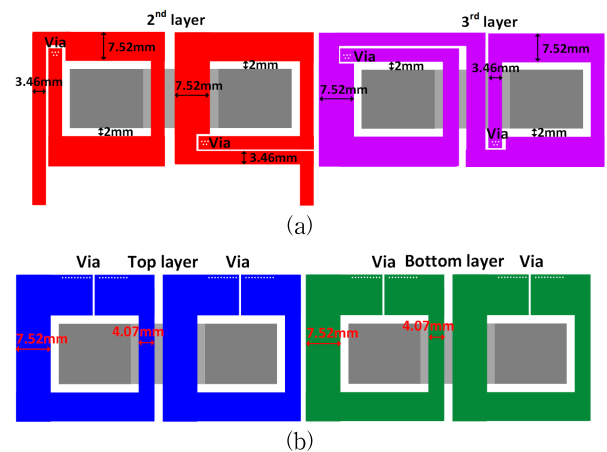 2nd layer
3rd layer
Via
7.52mm
3.46mm
2mm
2mm
7.52mm
Via
3.46mm
Via
7.52mm
2mm
3.46mm
7.52mm
2mm
Via
(a)
Via Top layer Via
Via Bottom layer Via
7.52mm
4.07mm
7.52mm
4.07mm
(b)